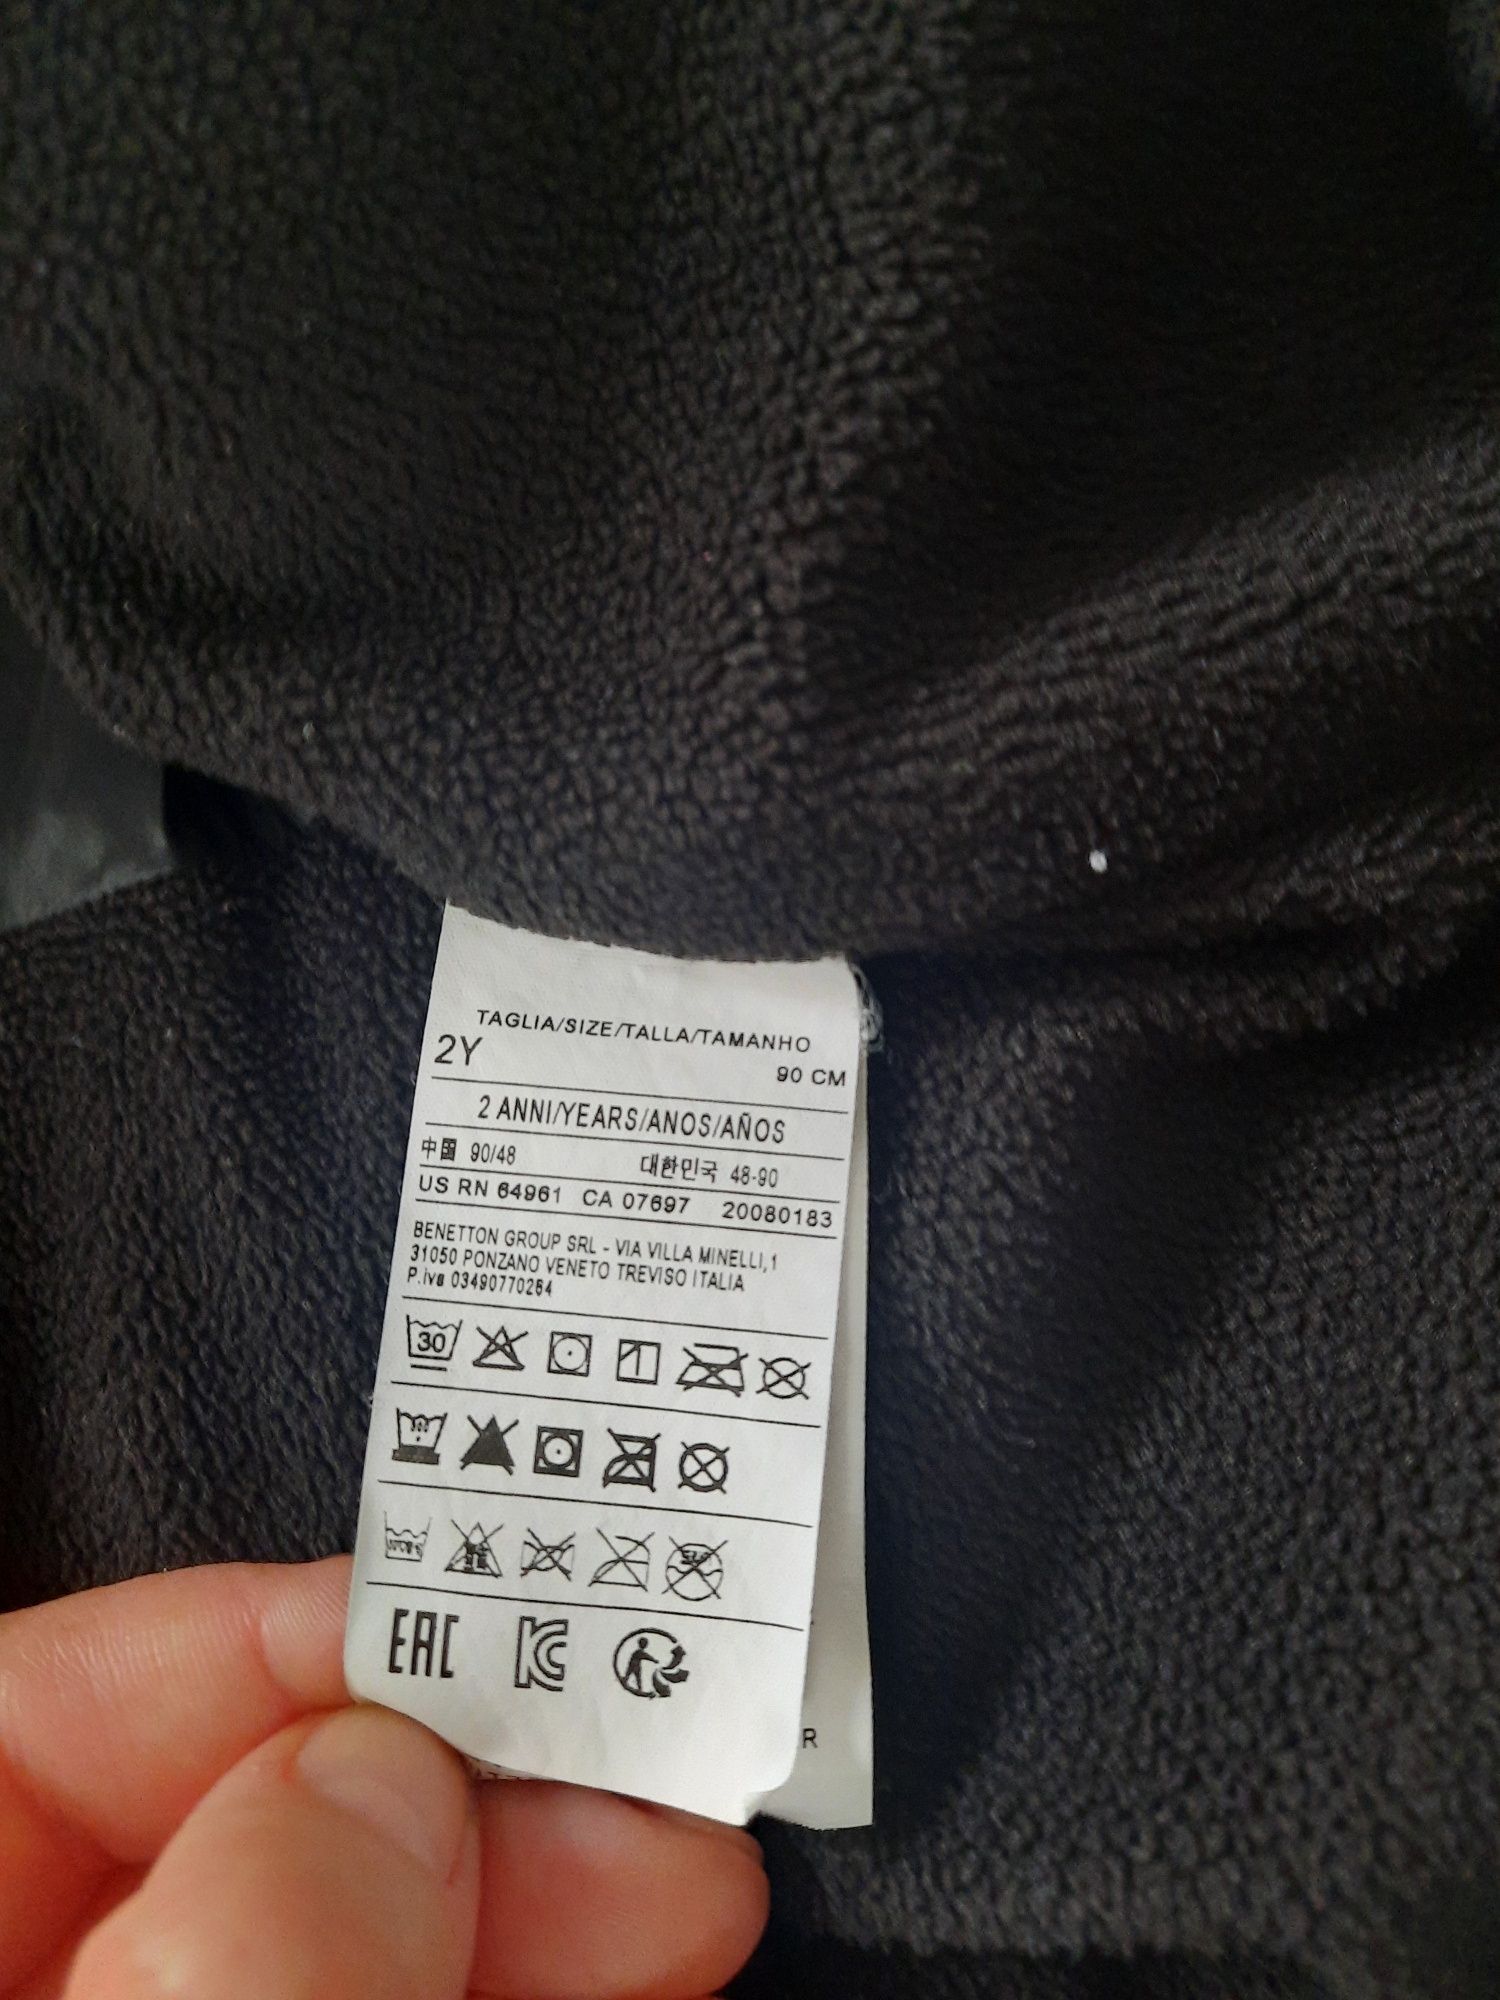 TAGLIA/SIZE/TALLA/TAMANHO
2Y 90 CM
2 ANNI/YEARS/ANOS/AÑOS
中国 90/48 대한민국 48-90
US RN 64961 CA 07697 20080183
BENETTON GROUP SRL - VIA VILLA MINELLI,1
31050 PONZANO VENETO TREVISO ITALIA
P.iva 03490770264
30
EAC
R